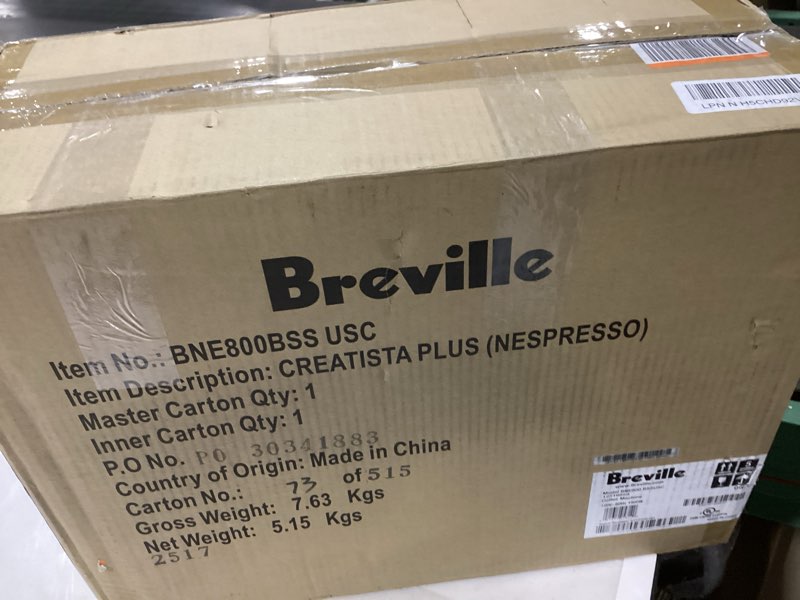 LPN N H5CHD92
Breville
Item No.: BNE800BSS USC
Item Description: CREATISTA PLUS (NESPRESSO)
Master Carton Qty: 1
Inner Carton Qty: 1
P.O No. PO 30341883
Country of Origin: Made in China
Carton No.: 73 of 515
Gross Weight: 7.63 Kgs
Net Weight: 5.15 Kgs
2517
Breville